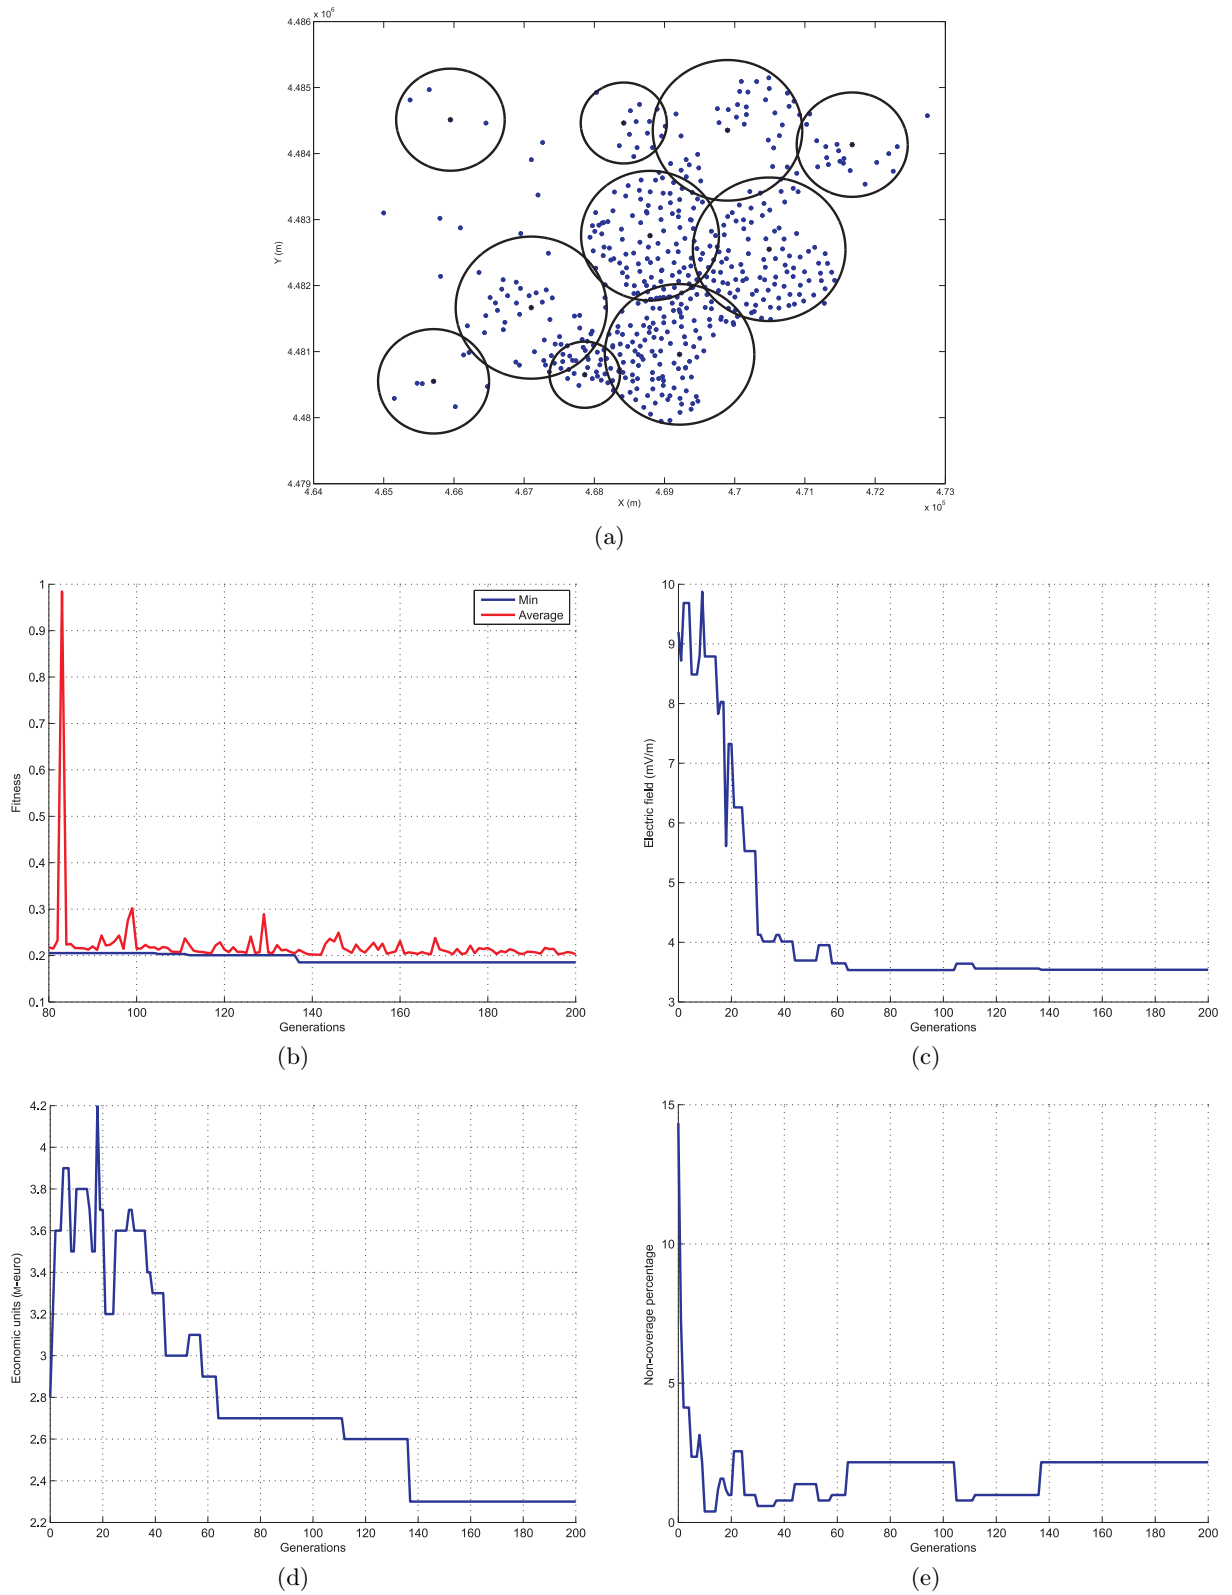 x 10^6
4.486
4.485
4.484
4.483
4.482
4.481
4.48
4.479
Y (m)
4.64 4.65 4.66 4.67 4.68 4.69 4.7 4.71 4.72 4.73
X (m)
x 10^5
(a)
1
0.9
0.8
0.7
0.6
0.5
0.4
0.3
0.2
0.1
Fitness
Min
Average
80 100 120 140 160 180 200
Generations
(b)
10
9
8
7
6
5
4
3
Electric field (mV/m)
0 20 40 60 80 100 120 140 160 180 200
Generations
(c)
4.2
4
3.8
3.6
3.4
3.2
3
2.8
2.6
2.4
2.2
Economic units (M-euro)
0 20 40 60 80 100 120 140 160 180 200
Generations
(d)
15
10
5
0
Non-coverage percentage
0 20 40 60 80 100 120 140 160 180 200
Generations
(e)